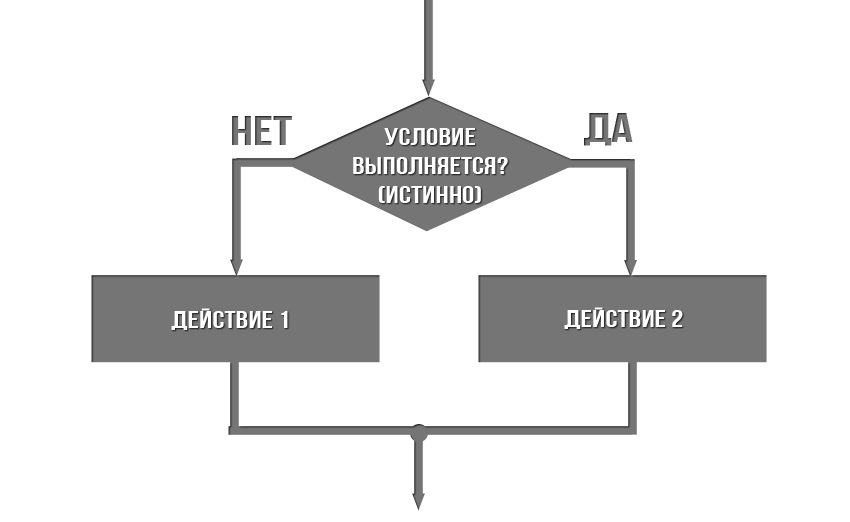 НЕТ
ДА
УСЛОВИЕ
ВЫПОЛНЯЕТСЯ?
(ИСТИННО)
ДЕЙСТВИЕ 1
ДЕЙСТВИЕ 2